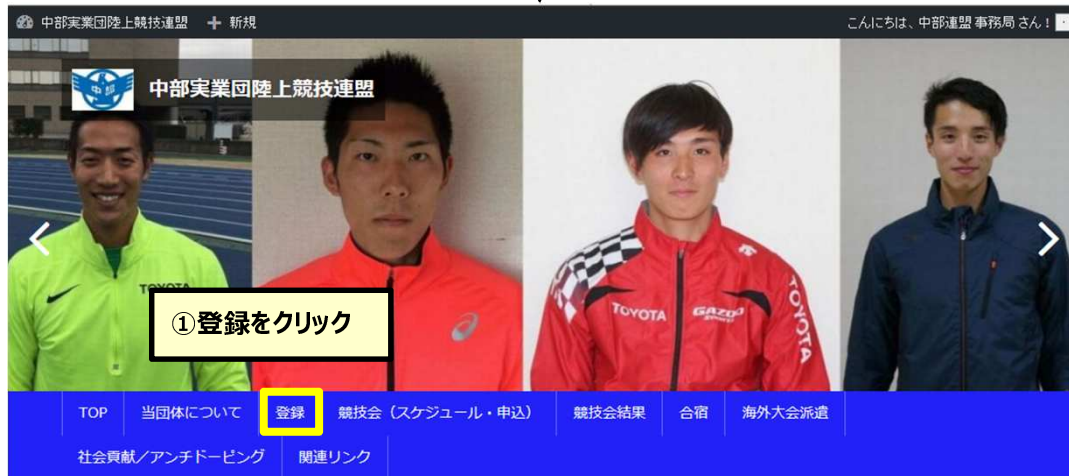 中部実業団陸上競技連盟 + 新規 こんにちは、中部連盟 事務局 さん!
中部
中部実業団陸上競技連盟
TOYOTA
TOYOTA
GAZOO
TOYOTA
①登録をクリック
TOP 当団体について 登録 競技会(スケジュール・申込) 競技会結果 合宿 海外大会派遣
社会貢献/アンチドーピング 関連リンク